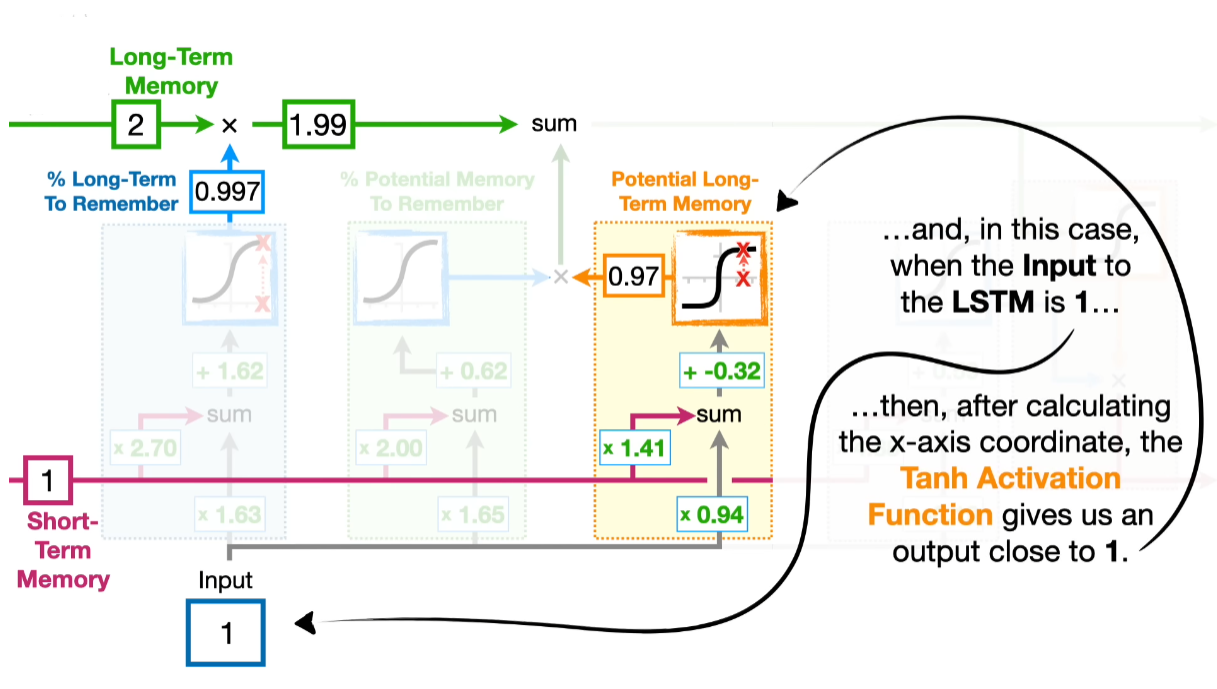 Long-Term
Memory
2
×
1.99
sum
% Long-Term
To Remember
0.997
% Potential Memory
To Remember
Potential Long-
Term Memory
×
0.97
+ 1.62
+ 0.62
+ -0.32
sum
sum
sum
x 2.70
x 2.00
x 1.41
1
x 1.63
x 1.65
x 0.94
Short-
Term
Memory
Input
1
...and, in this case,
when the Input to
the LSTM is 1...
...then, after calculating
the x-axis coordinate, the
Tanh Activation
Function gives us an
output close to 1.